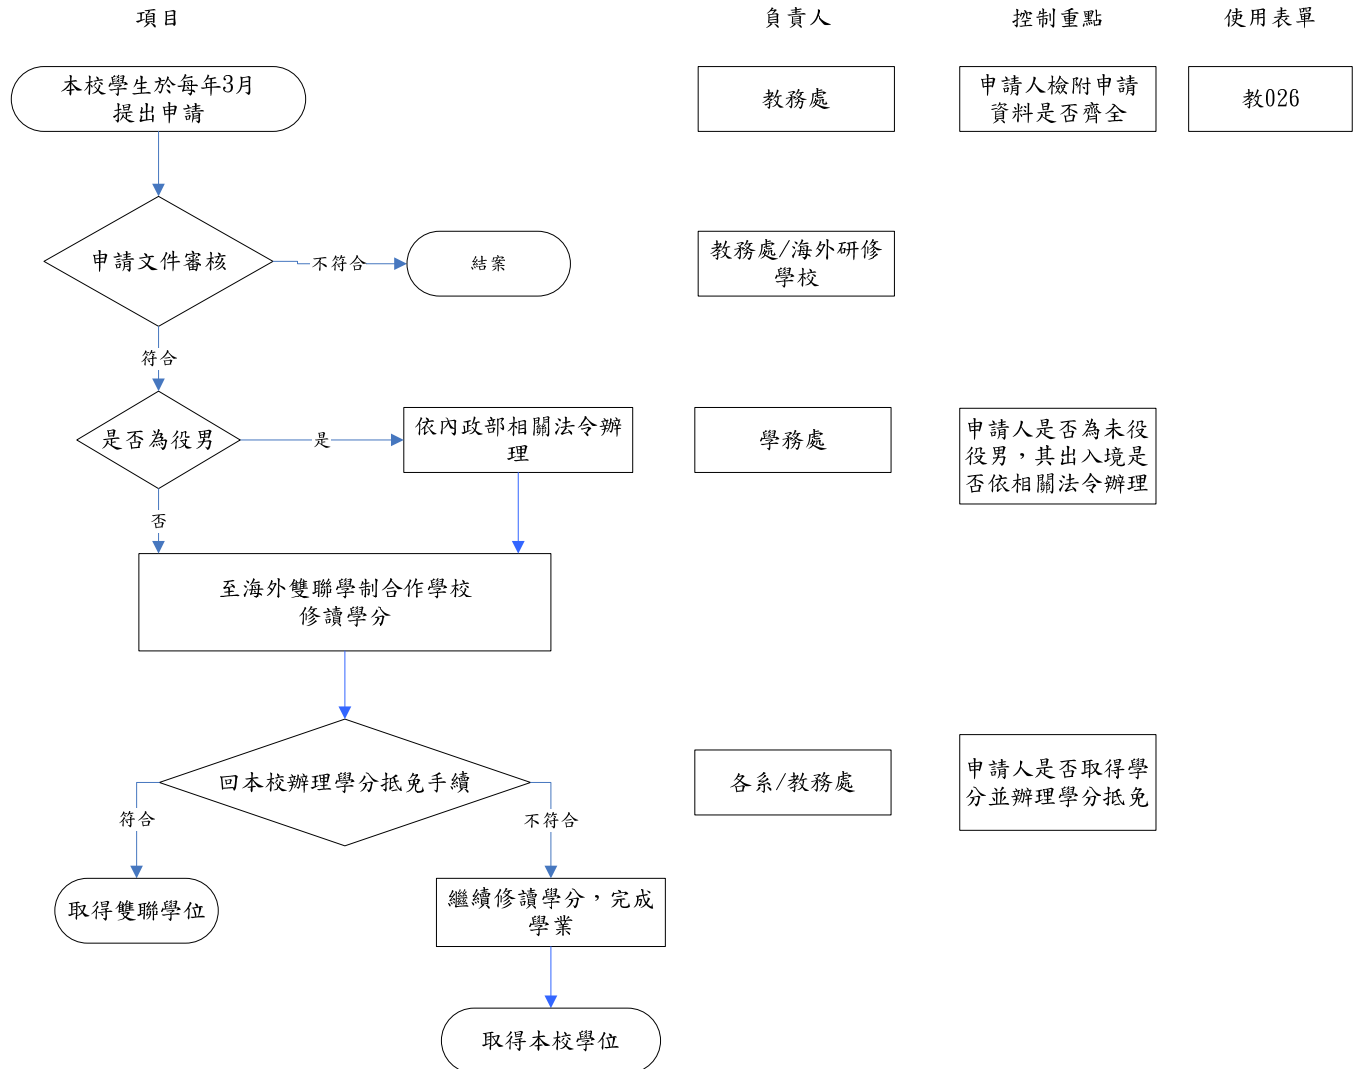 項目
負責人
控制重點
使用表單
本校學生於每年3月
提出申請
教務處
申請人檢附申請
資料是否齊全
教026
申請文件審核
不符合
結案
教務處/海外研修
學校
符合
是否為役男
是
依內政部相關法令辦
理
學務處
申請人是否為未役
役男，其出入境是
否依相關法令辦理
否
至海外雙聯學制合作學校
修讀學分
回本校辦理學分抵免手續
各系/教務處
申請人是否取得學
分並辦理學分抵免
符合
不符合
取得雙聯學位
繼續修讀學分，完成
學業
取得本校學位